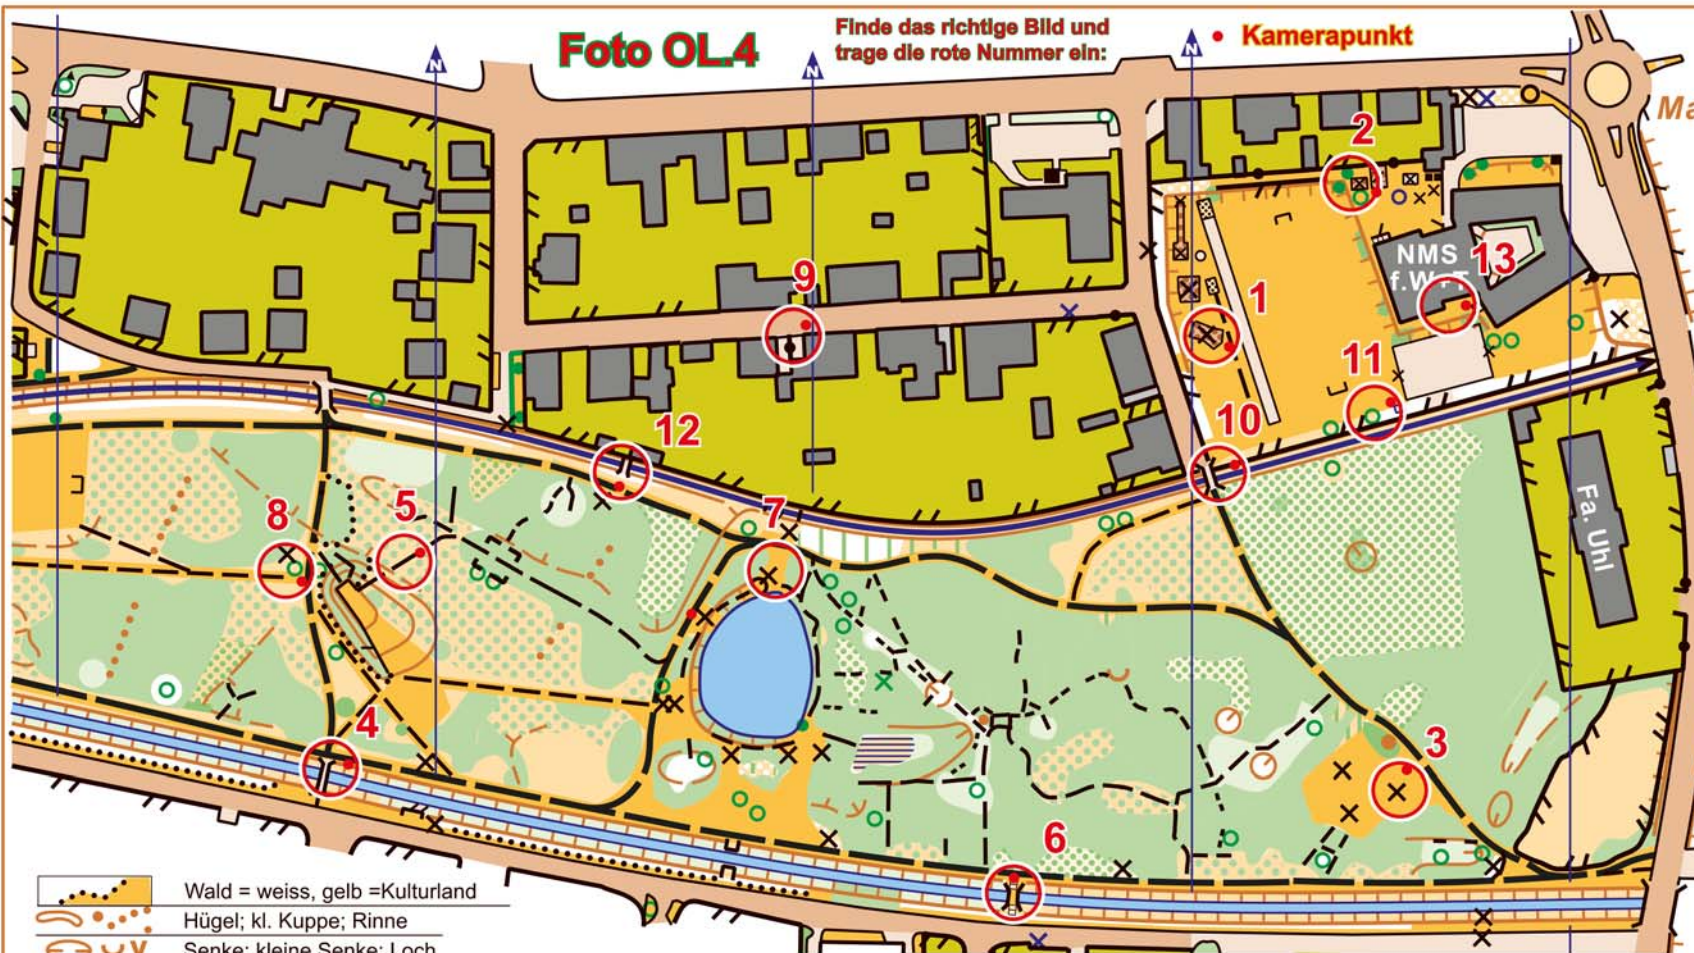 Foto OL.4
Finde das richtige Bild und
trage die rote Nummer ein:
Kamerapunkt
N
N
N
Ma
2
NMS
f.W+T
13
9
1
11
12
10
5
7
8
Fa. Uhl
4
3
6
Wald = weiss, gelb =Kulturland
Hügel; kl. Kuppe; Rinne
Senke; kleine Senke; Loch